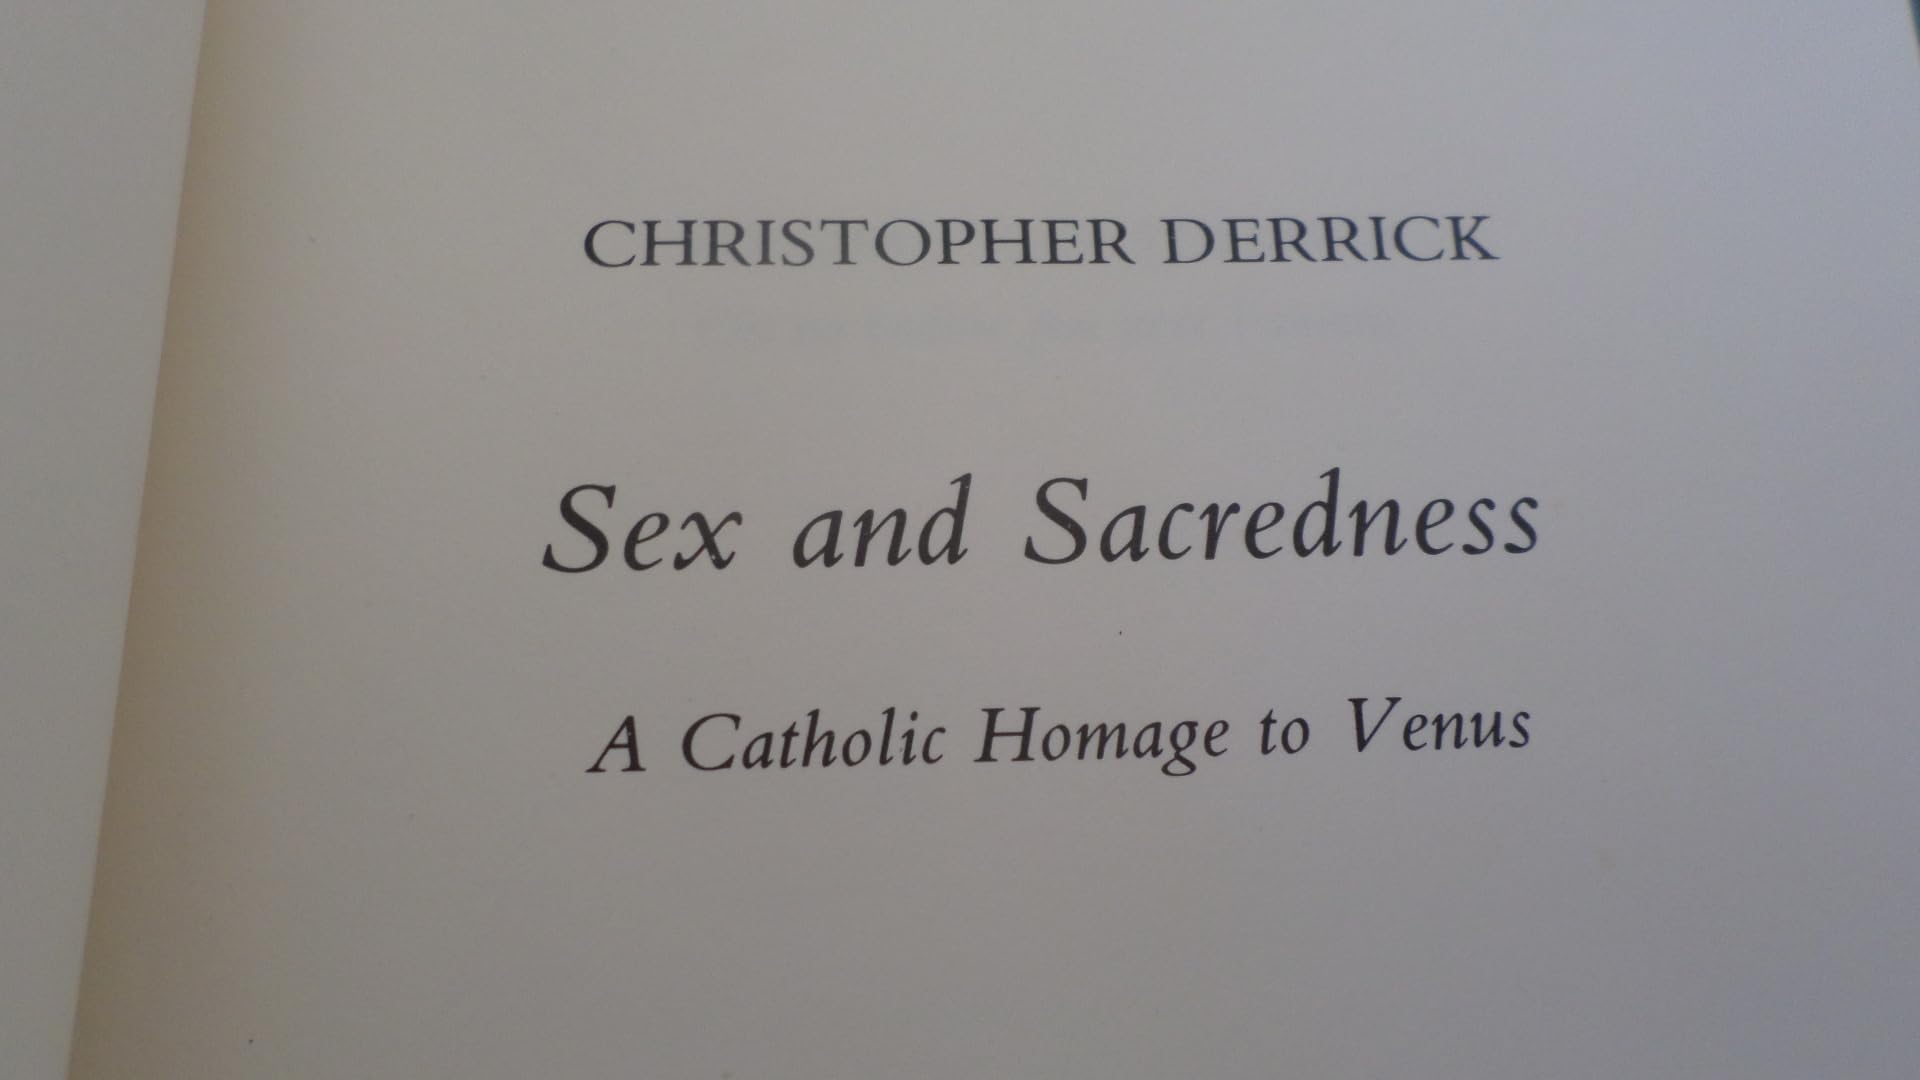 CHRISTOPHER DERRICK
Sex and Sacredness
A Catholic Homage to Venus